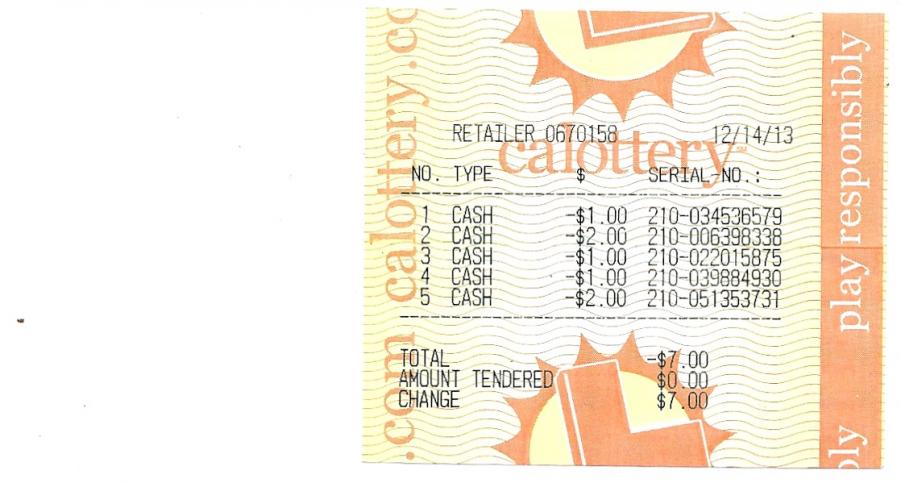 RETAILER 0670158 12/14/13
calottery
NO. TYPE $ SERIAL-NO.:
1 CASH -$1.00 210-034536579
2 CASH -$2.00 210-006398338
3 CASH -$1.00 210-022015875
4 CASH -$1.00 210-039884930
5 CASH -$2.00 210-051353731
TOTAL -$7.00
AMOUNT TENDERED $0.00
CHANGE $7.00
.com calottery.co
play responsibly
bly